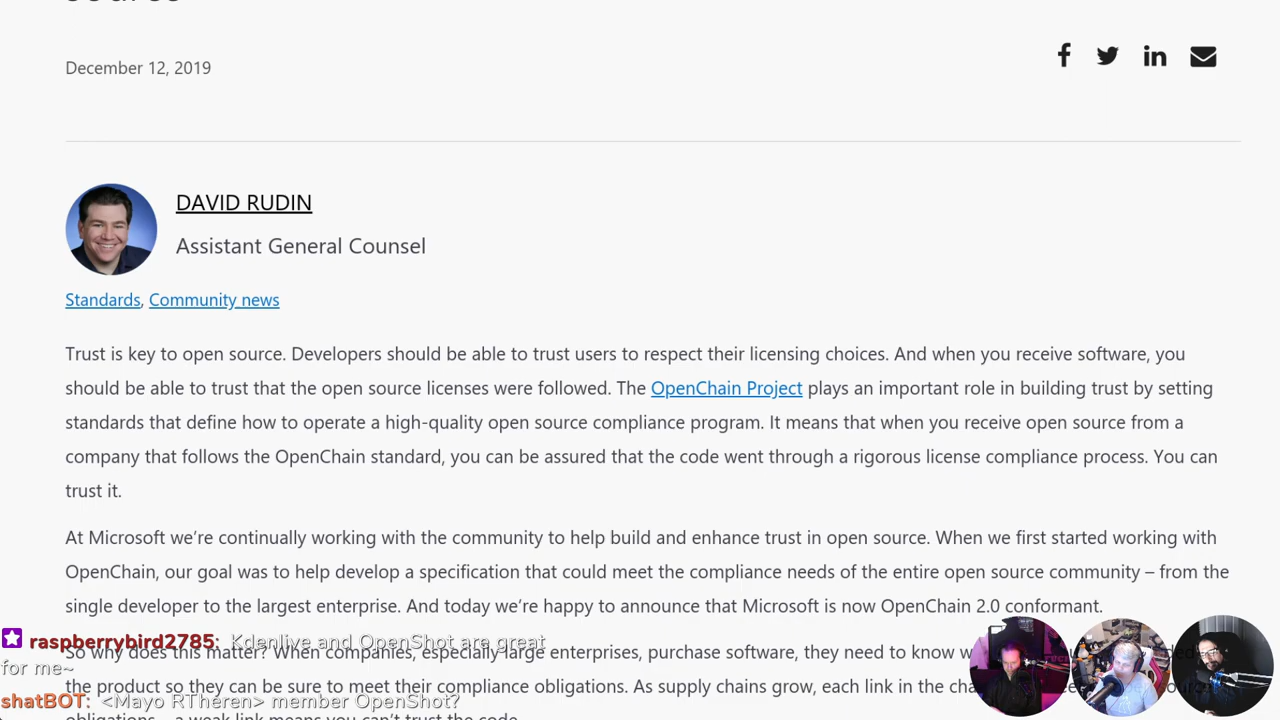 December 12, 2019
DAVID RUDIN
Assistant General Counsel
Standards, Community news
Trust is key to open source. Developers should be able to trust users to respect their licensing choices. And when you receive software, you
should be able to trust that the open source licenses were followed. The OpenChain Project plays an important role in building trust by setting
standards that define how to operate a high-quality open source compliance program. It means that when you receive open source from a
company that follows the OpenChain standard, you can be assured that the code went through a rigorous license compliance process. You can
trust it.
At Microsoft we’re continually working with the community to help build and enhance trust in open source. When we first started working with
OpenChain, our goal was to help develop a specification that could meet the compliance needs of the entire open source community – from the
single developer to the largest enterprise. And today we’re happy to announce that Microsoft is now OpenChain 2.0 conformant.
raspberrybird2785: Kdenlive and OpenShot are great
So why does this matter? When companies, especially large enterprises, purchase software, they need to know
for me~
the product so they can be sure to meet their compliance obligations. As supply chains grow, each link in the
shatBOT: <Mayo RTheren> member OpenShot?
obligations – a weak link means you can’t trust the code.